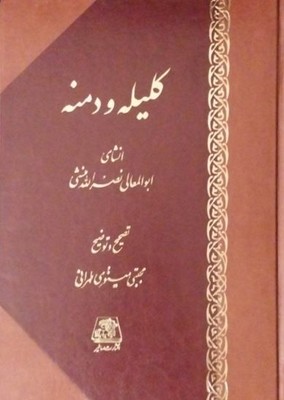 کلیله و دمنه
انشای
ابوالمعالی نصرالله منشی
تصحیح و توضیح
مجتبی مینوی طهرانی